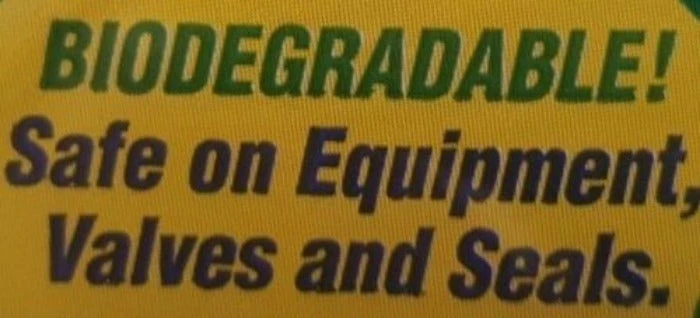 BIODEGRADABLE!
Safe on Equipment,
Valves and Seals.